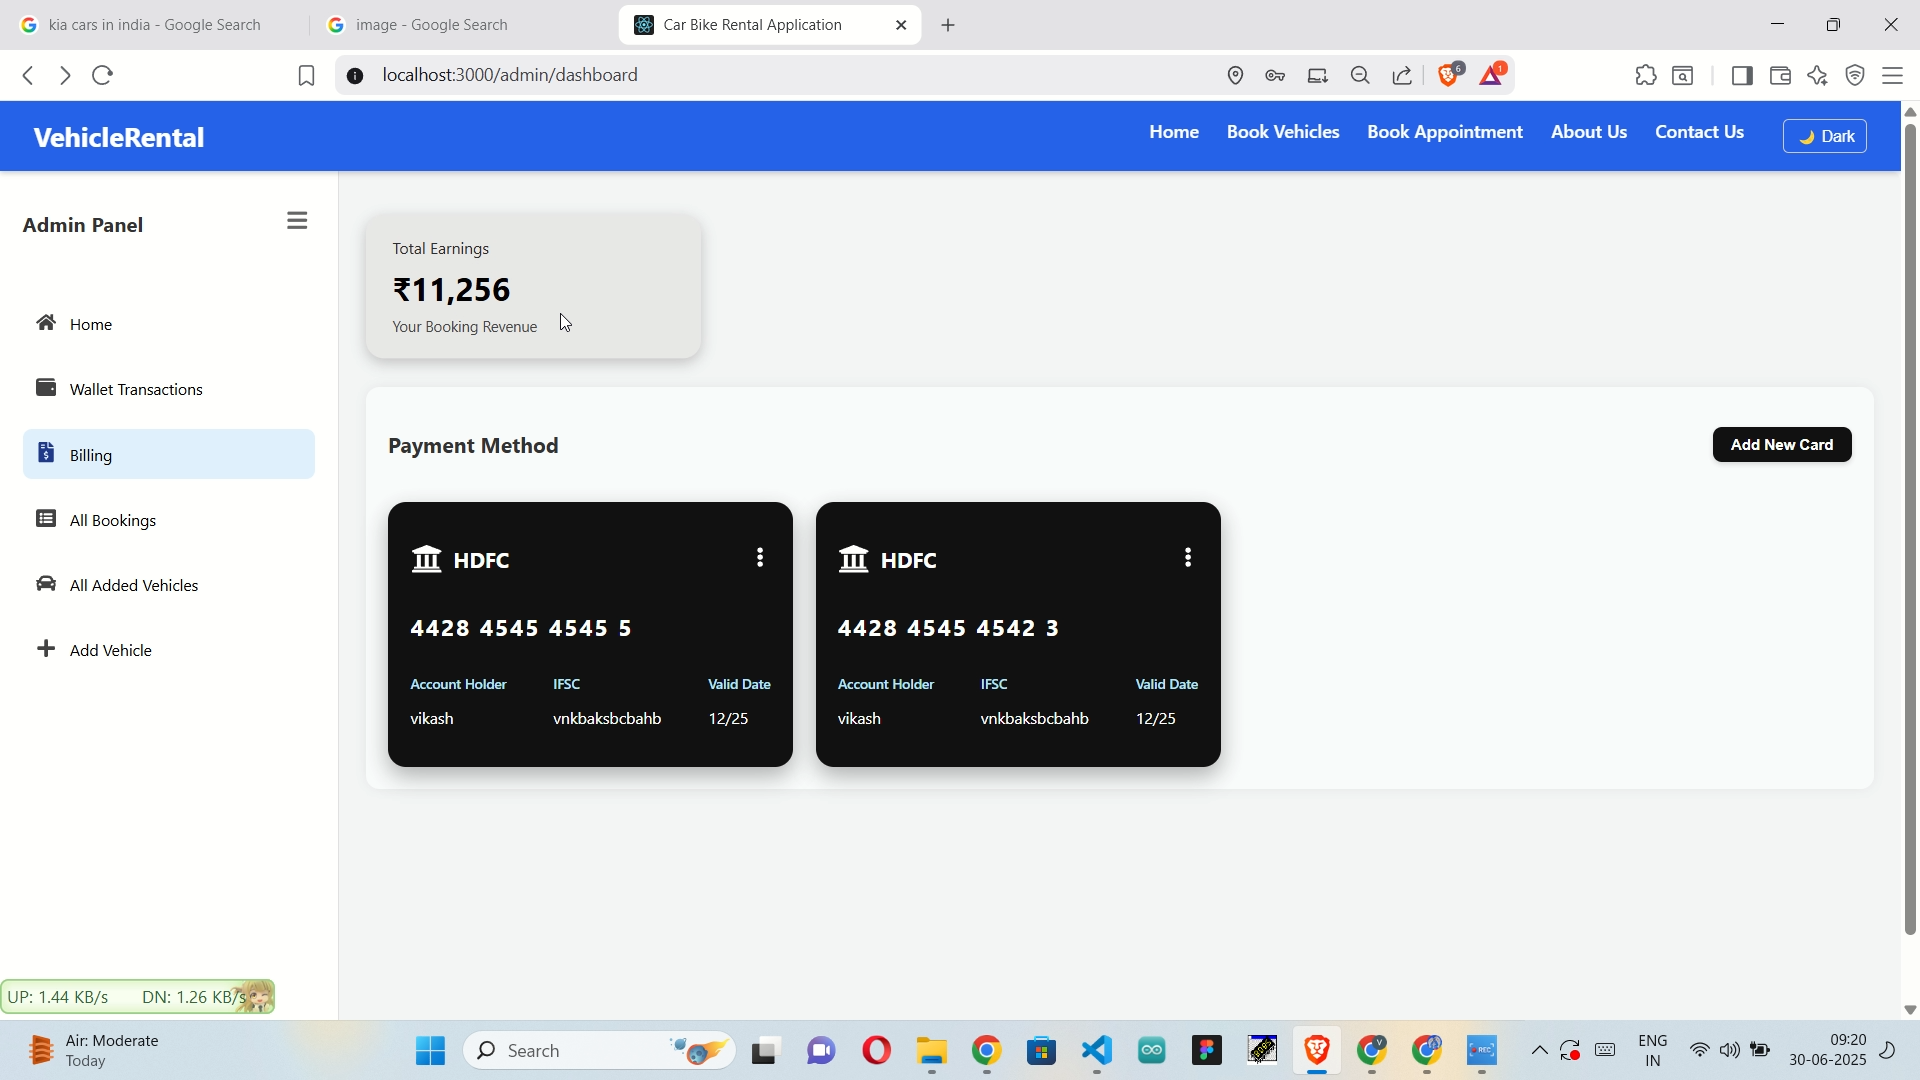 kia cars in india - Google Search
image - Google Search
Car Bike Rental Application
localhost:3000/admin/dashboard
6
1
VehicleRental
Home
Book Vehicles
Book Appointment
About Us
Contact Us
🌙 Dark
Admin Panel
Home
Wallet Transactions
Billing
All Bookings
All Added Vehicles
Add Vehicle
Total Earnings
₹11,256
Your Booking Revenue
Payment Method
Add New Card
HDFC
4428 4545 4545 5
Account Holder IFSC Valid Date
vikash vnkbaksbcbahb 12/25
HDFC
4428 4545 4542 3
Account Holder IFSC Valid Date
vikash vnkbaksbcbahb 12/25
UP: 1.44 KB/s DN: 1.26 KB/s
Air: Moderate
Today
Search
V
REC
ENG
IN
09:20
30-06-2025